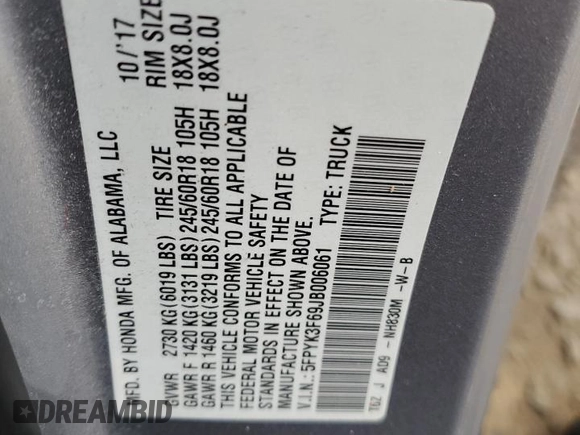 MFD. BY HONDA MFG. OF ALABAMA, LLC 10/'17
GVWR 2730 KG(6019 LBS) TIRE SIZE RIM SIZE
GAWR F 1420 KG(3131 LBS)245/60R18 105H 18X8.0J
GAWR R 1460 KG(3219 LBS)245/60R18 105H 18X8.0J
THIS VEHICLE CONFORMS TO ALL APPLICABLE
FEDERAL MOTOR VEHICLE SAFETY
STANDARDS IN EFFECT ON THE DATE OF
MANUFACTURE SHOWN ABOVE.
V.I.N.:5FPYK3F69JB006061 TYPE: TRUCK
T6Z J A09 -NH830M -W-B
DREAMBID